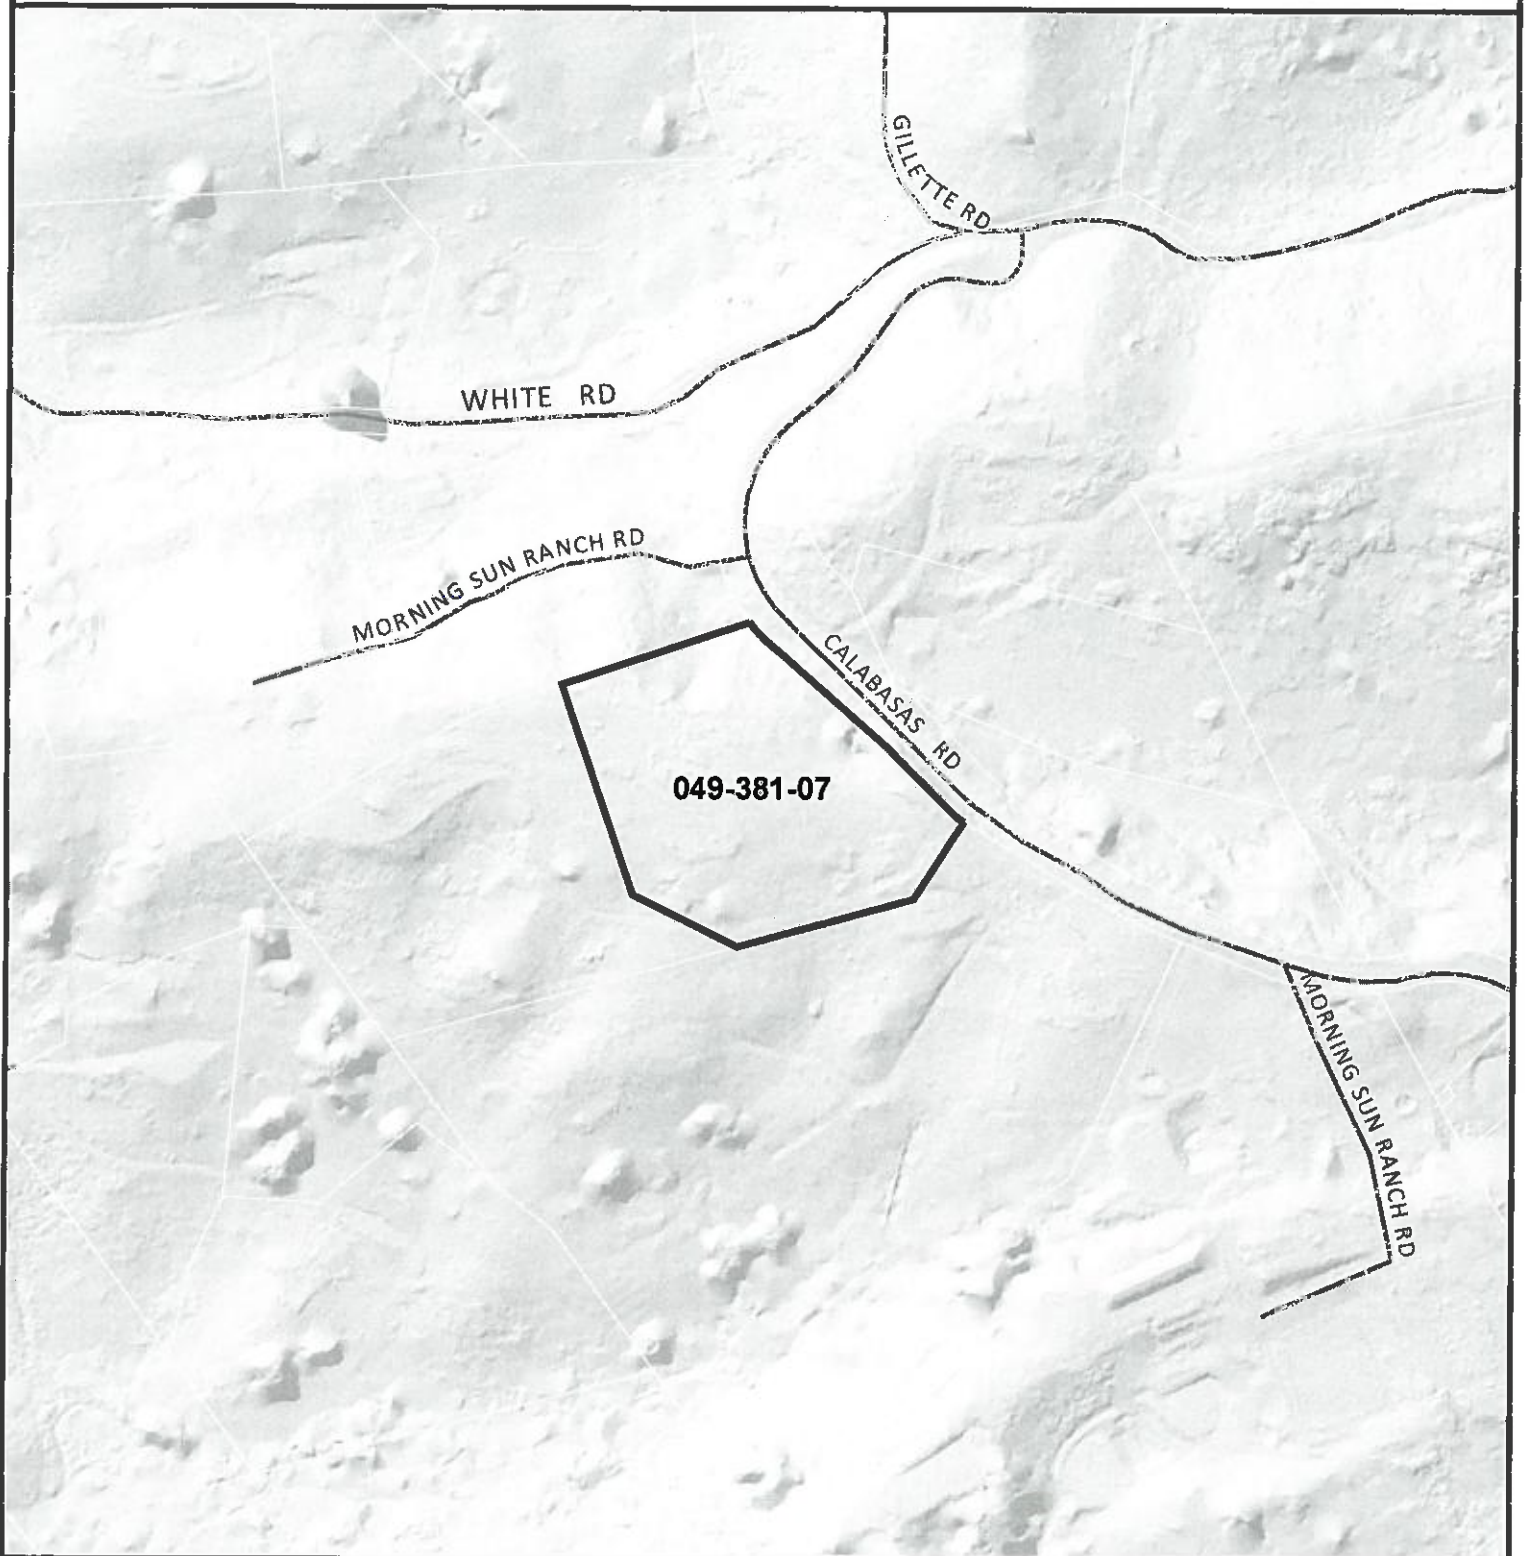 GILLETTE RD
WHITE RD
MORNING SUN RANCH RD
CALABASAS RD
049-381-07
MORNING SUN RANCH RD